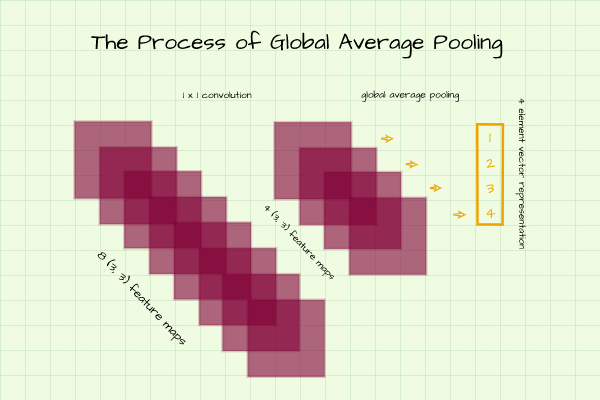 The Process of Global Average Pooling
1 x 1 convolution
global average pooling
8 (3, 3) feature maps
4 (3, 3) feature maps
1
2
3
4
4 element vector representation